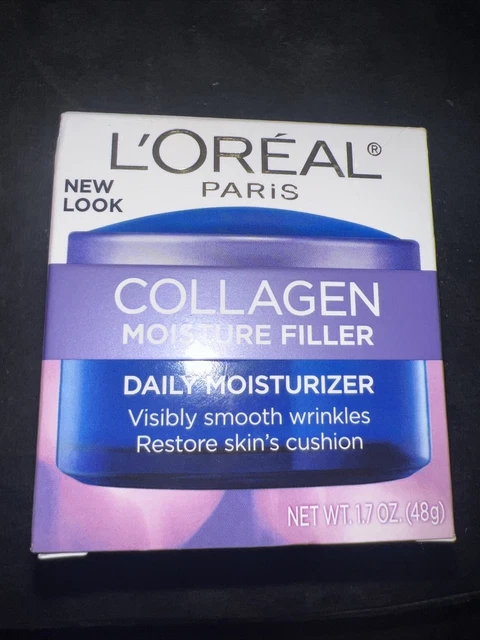 L'ORÉAL®
PARiS
NEW
LOOK
COLLAGEN
MOISTURE FILLER
DAILY MOISTURIZER
Visibly smooth wrinkles
Restore skin's cushion
NET WT. 1.7 OZ. (48g)